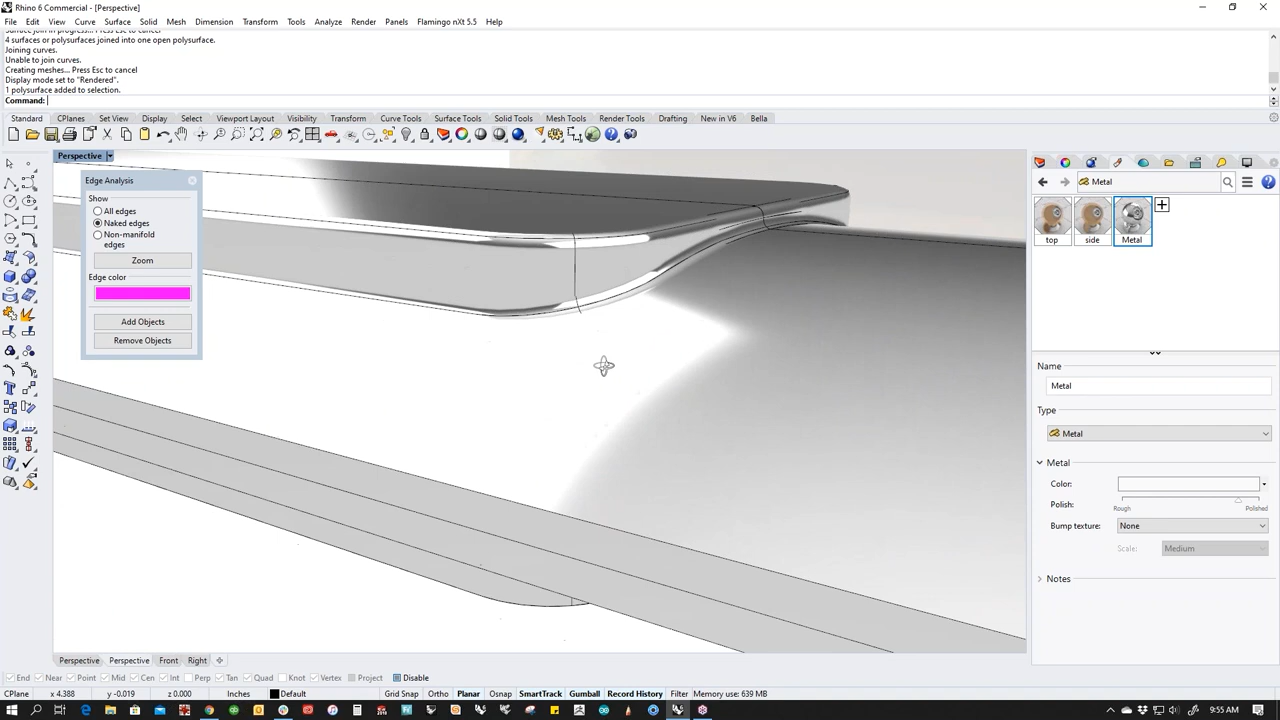 Rhino 6 Commercial - [Perspective]
File Edit View Curve Surface Solid Mesh Dimension Transform Tools Analyze Render Panels Flamingo nXt 5.5 Help
4 surfaces or polysurfaces joined into one open polysurface.
Joining curves.
Unable to join curves.
Creating meshes... Press Esc to cancel
Display mode set to "Rendered".
1 polysurface added to selection.
Command:
Standard CPlanes Set View Display Select Viewport Layout Visibility Transform Curve Tools Surface Tools Solid Tools Mesh Tools Render Tools Drafting New in V6 Bella
Perspective
Edge Analysis
Show
All edges
Naked edges
Non-manifold
edges
Zoom
Edge color
Add Objects
Remove Objects
Metal
top side Metal
Name
Metal
Type
Metal
Metal
Color:
Polish:
Rough Polished
Bump texture: None
Scale: Medium
Notes
Perspective Perspective Front Right
End Near Point Mid Cen Int Perp Tan Quad Knot Vertex Project Disable
CPlane x 4.388 y -0.019 z 0.000 Inches Default Grid Snap Ortho Planar Osnap SmartTrack Gumball Record History Filter Memory use: 639 MB
9:55 AM